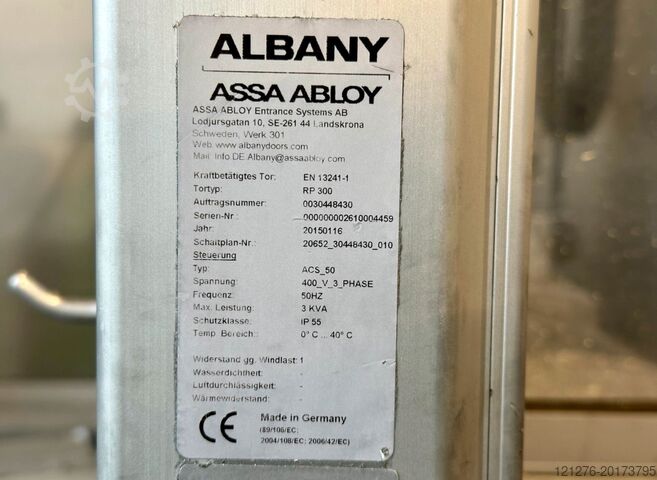 ALBANY
ASSA ABLOY
ASSA ABLOY Entrance Systems AB
Lodjursgatan 10, SE-261 44 Landskrona
Schweden, Werk 301
Web: www.albanydoors.com
Mail: Info.DE.Albany@assaabloy.com
Kraftbetätigtes Tor: EN 13241-1
Tortyp: RP 300
Auftragsnummer: 0030448430
Serien-Nr.: 000000002610004459
Jahr: 20150116
Schaltplan-Nr.: 20652_30448430_010
Steuerung
Typ: ACS_50
Spannung: 400_V_3_PHASE
Frequenz: 50HZ
Max. Leistung: 3 KVA
Schutzklasse: IP 55
Temp. Bereich: 0° C ... 40° C
Widerstand gg. Windlast: 1
Wasserdichtheit: -
Luftdurchlässigkeit: -
Wärmewiderstand: -
CE
Made in Germany
(89/106/EC;
2004/108/EC; 2006/42/EC)
121276-20173795